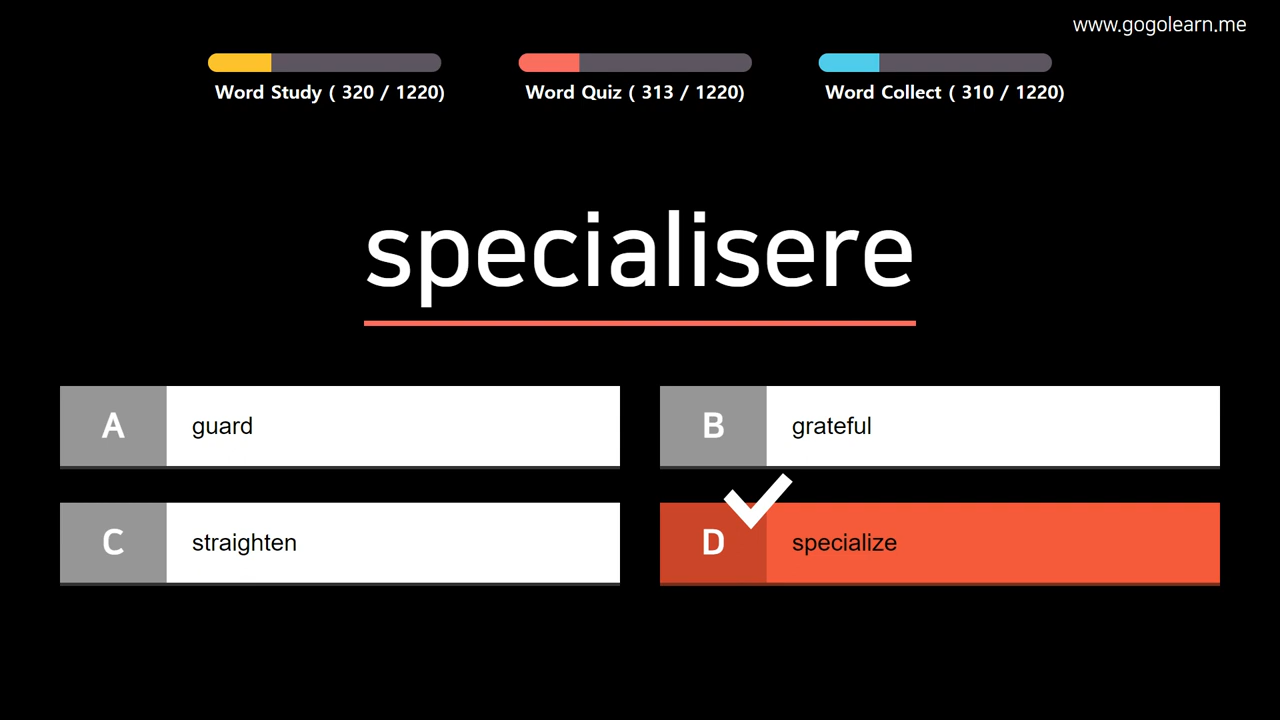 www.gogolearn.me
Word Study ( 320 / 1220)
Word Quiz ( 313 / 1220)
Word Collect ( 310 / 1220)
specialisere
A guard
B grateful
C straighten
D specialize